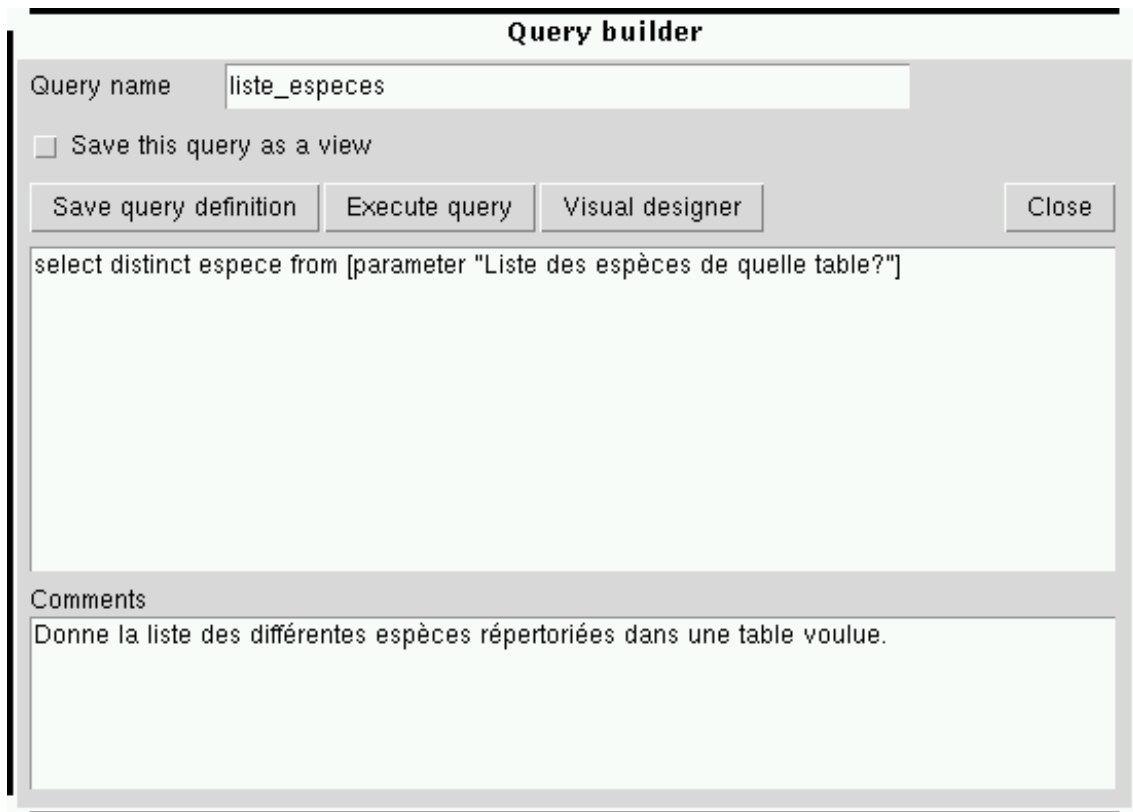 Query builder
Query name liste_especes
Save this query as a view
Save query definition Execute query Visual designer Close
select distinct espece from [parameter "Liste des espèces de quelle table?"]
Comments
Donne la liste des différentes espèces répertoriées dans une table voulue.